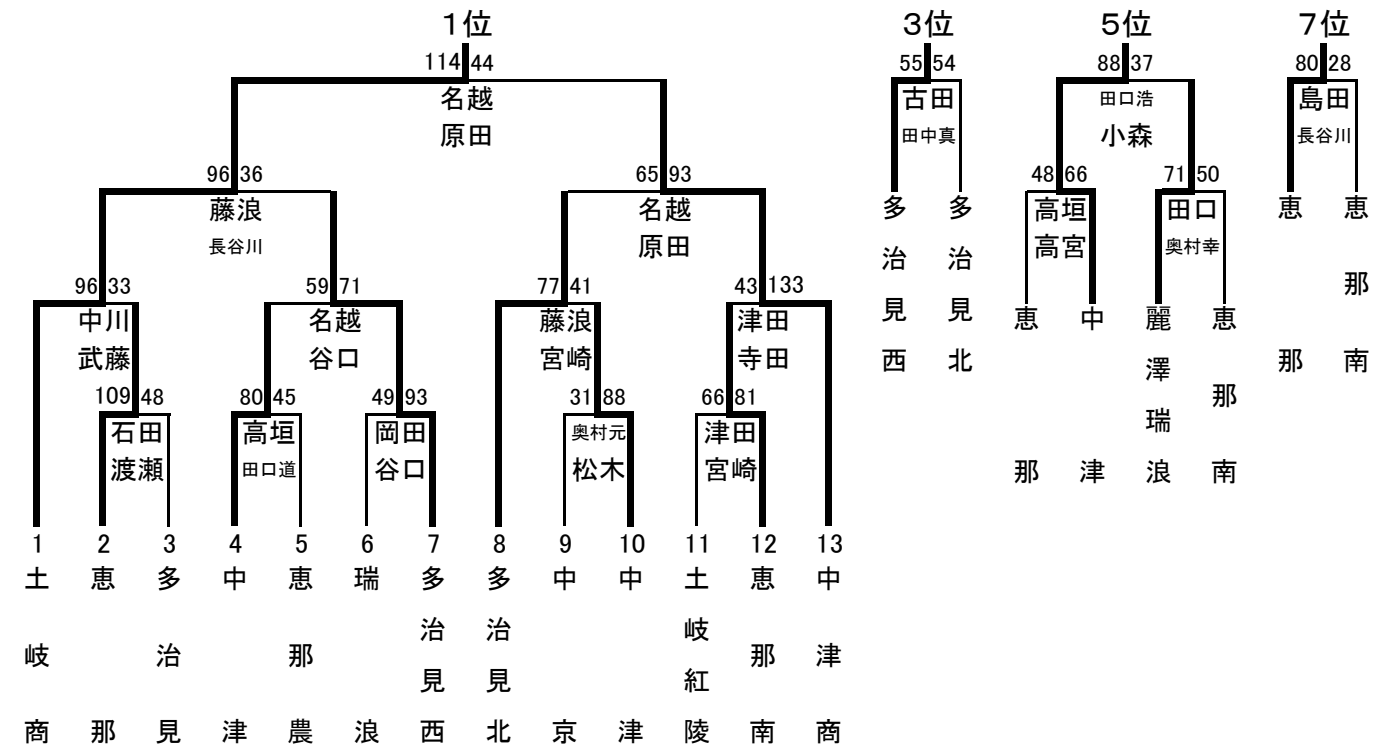 1位
114 44
名越
原田
96 36
藤浪
長谷川
65 93
名越
原田
96 33
中川
武藤
59 71
名越
谷口
77 41
藤浪
宮崎
43 133
津田
寺田
109 48
石田
渡瀬
80 45
高垣
田口道
49 93
岡田
谷口
31 88
奥村元
松木
66 81
津田
宮崎
1
土岐商
2
恵那
3
多治見
4
中津
5
恵那農
6
瑞浪
7
多治見西
8
多治見北
9
中京
10
中津
11
土岐紅陵
12
恵那南
13
中津商
3位
55 54
古田
田中真
多治見西
多治見北
5位
88 37
田口浩
小森
48 66
高垣
高宮
71 50
田口
奥村幸
恵那
中津
麗澤瑞浪
恵那南
7位
80 28
島田
長谷川
恵那
恵那南